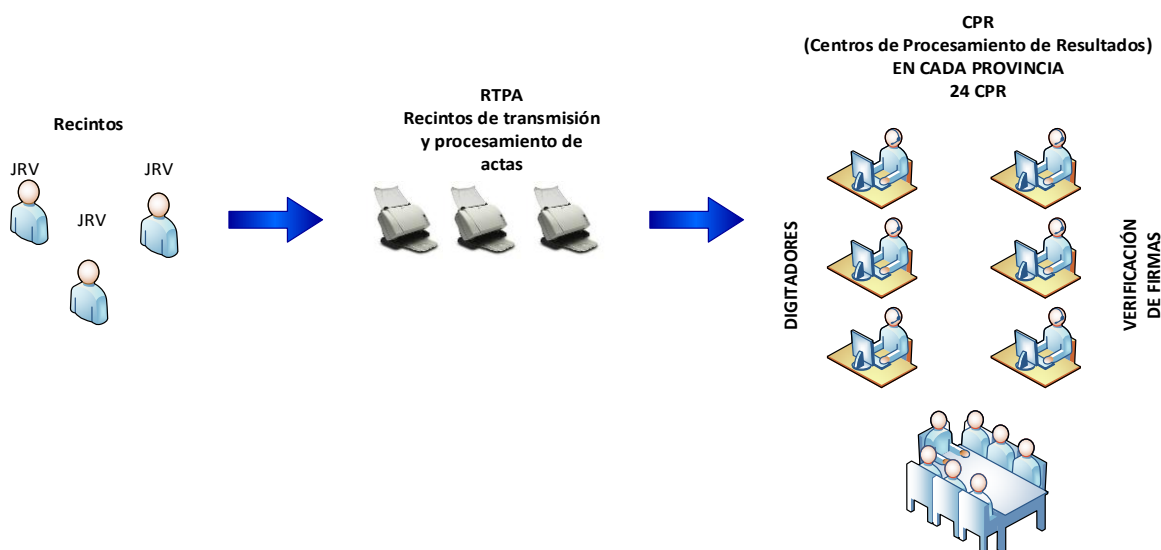 Recintos
JRV
JRV
JRV
RTPA
Recintos de transmisión
y procesamiento de
actas
CPR
(Centros de Procesamiento de Resultados)
EN CADA PROVINCIA
24 CPR
DIGITADORES
VERIFICACIÓN
DE FIRMAS